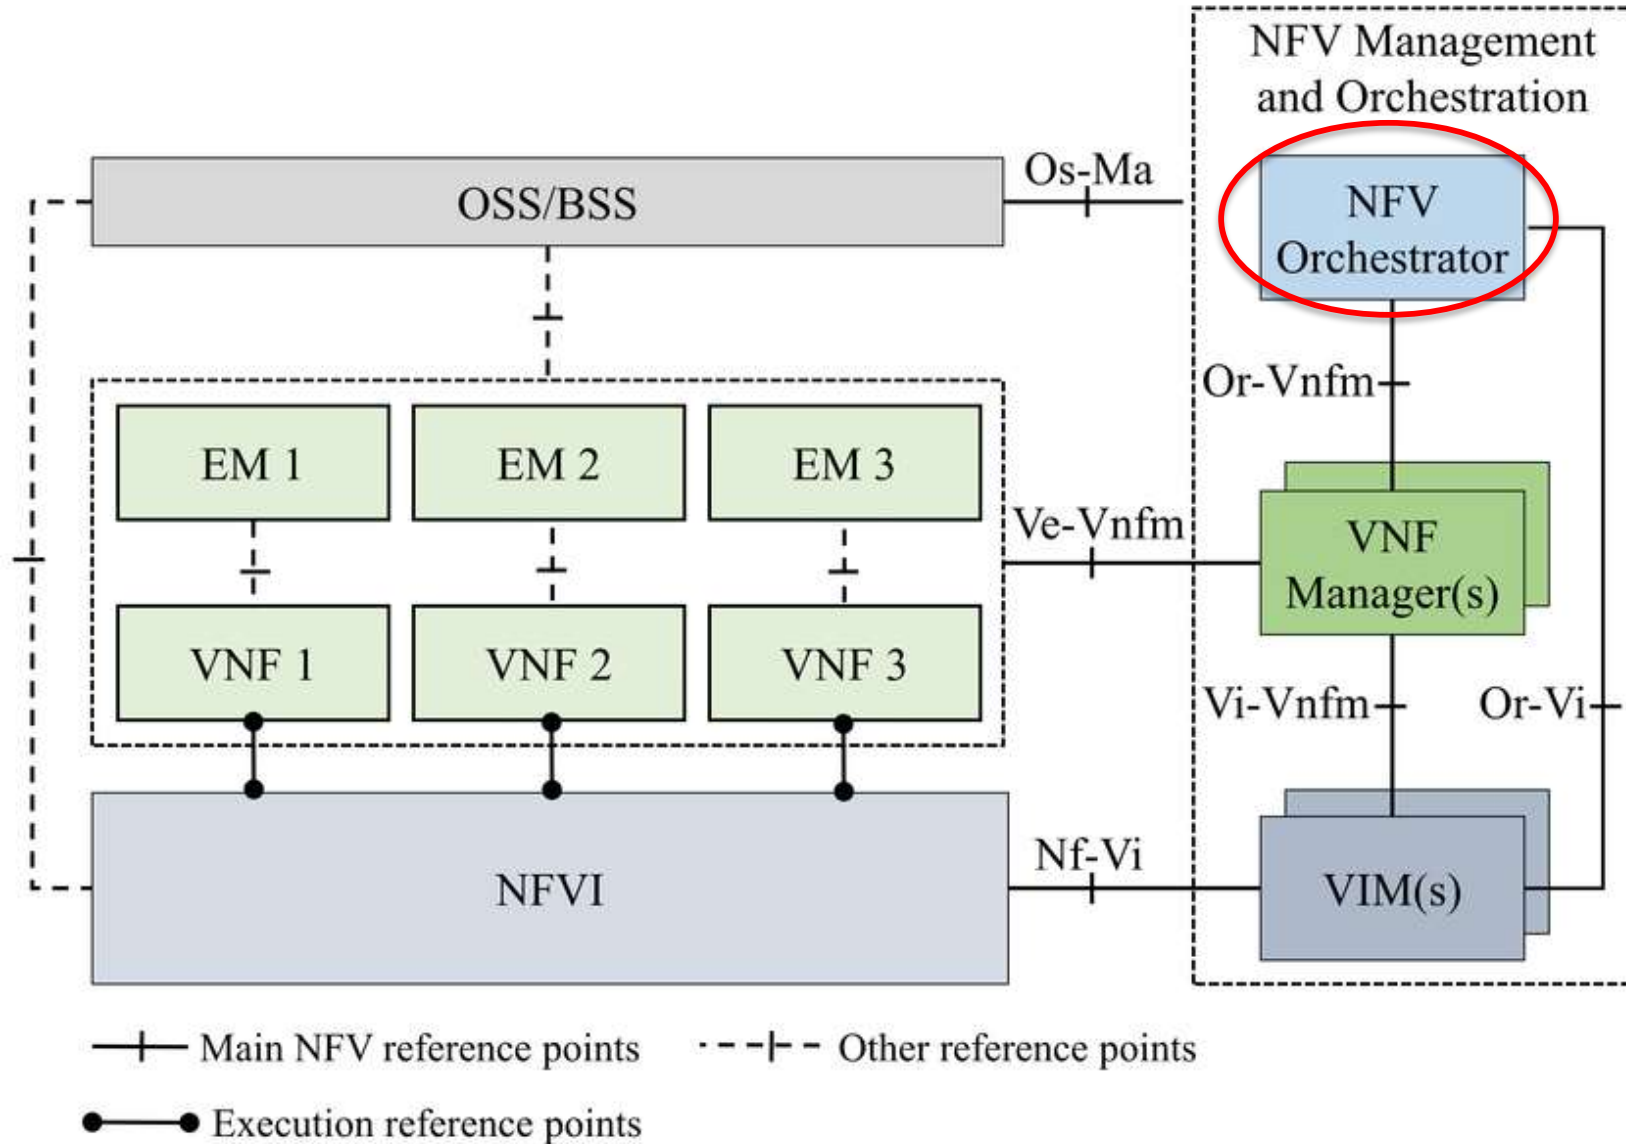 NFV Management
and Orchestration
OSS/BSS
Os-Ma
NFV
Orchestrator
Or-Vnfm
EM 1
EM 2
EM 3
Ve-Vnfm
VNF
Manager(s)
VNF 1
VNF 2
VNF 3
Vi-Vnfm
Or-Vi
NFVI
Nf-Vi
VIM(s)
Main NFV reference points
Other reference points
Execution reference points